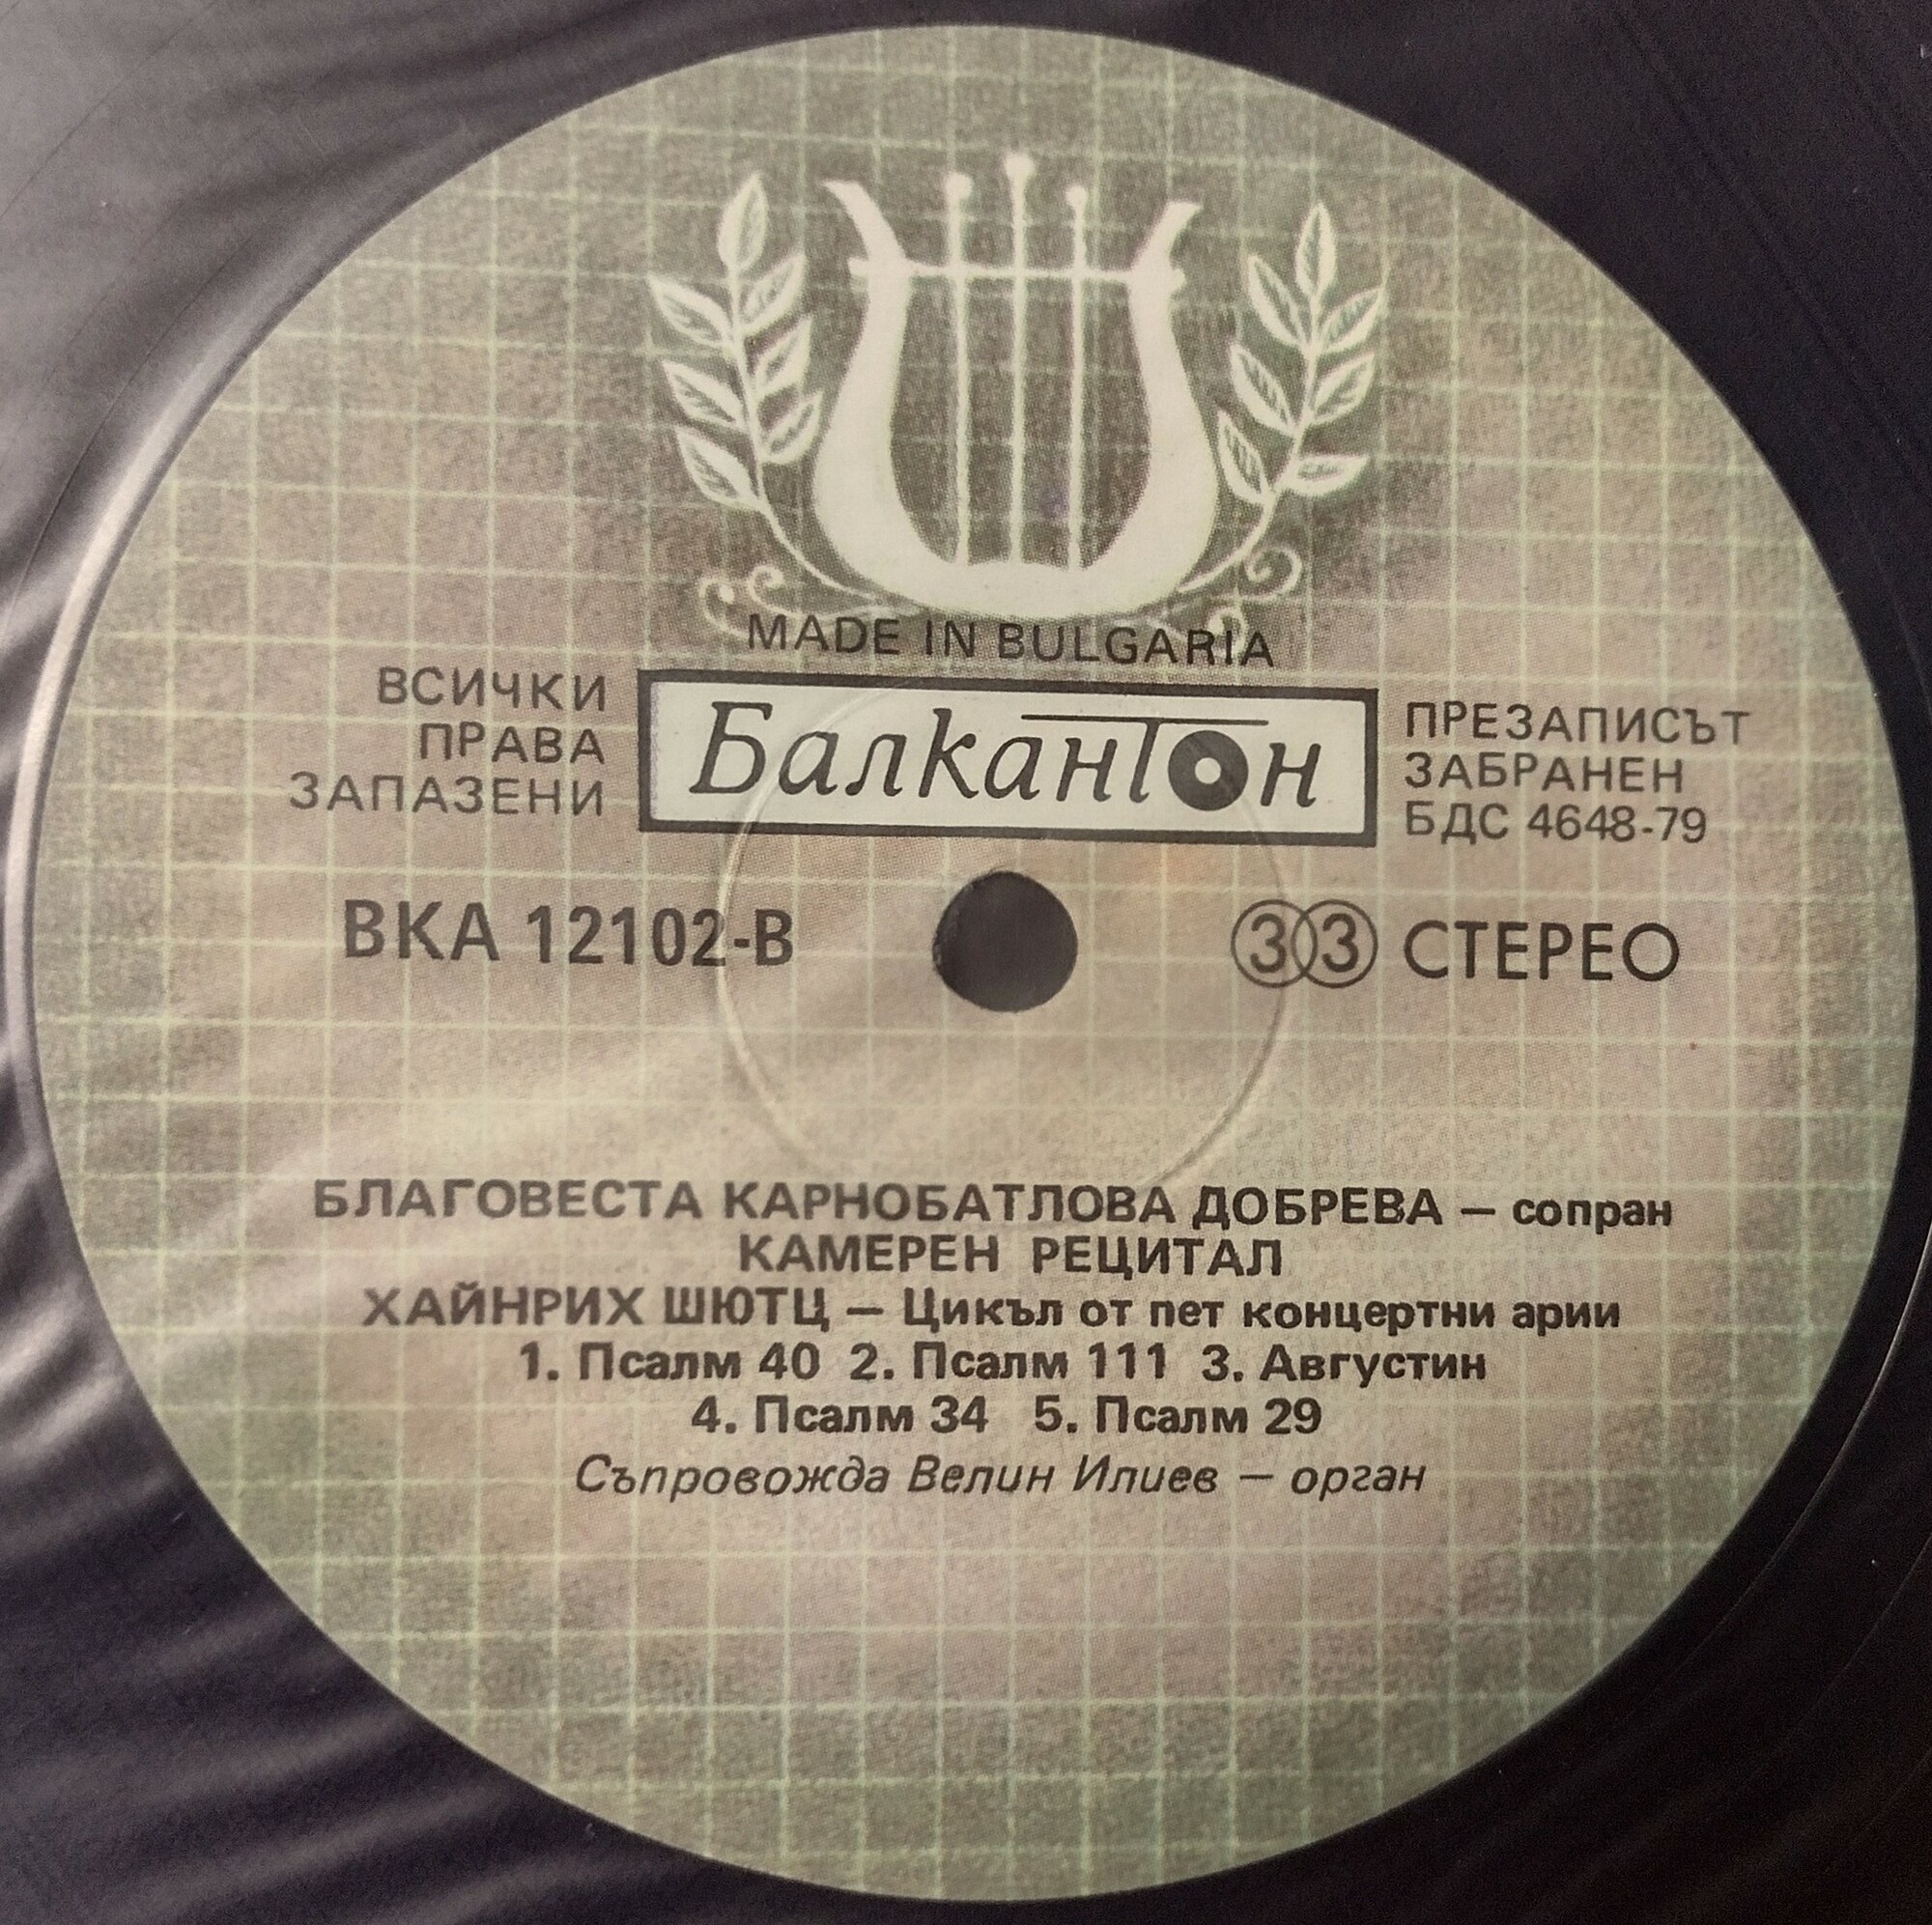 MADE IN BULGARIA
ВСИЧКИ
ПРАВА
ЗАПАЗЕНИ
Балкантон
ПРЕЗАПИСЪТ
ЗАБРАНЕН
БДС 4648-79
ВКА 12102-В
33 СТЕРЕО
БЛАГОВЕСТА КАРНОБАТЛОВА ДОБРЕВА — сопран
КАМЕРЕН РЕЦИТАЛ
ХАЙНРИХ ШЮТЦ — Цикъл от пет концертни арии
1. Псалм 40 2. Псалм 111 3. Августин
4. Псалм 34 5. Псалм 29
Съпровожда Велин Илиев — орган